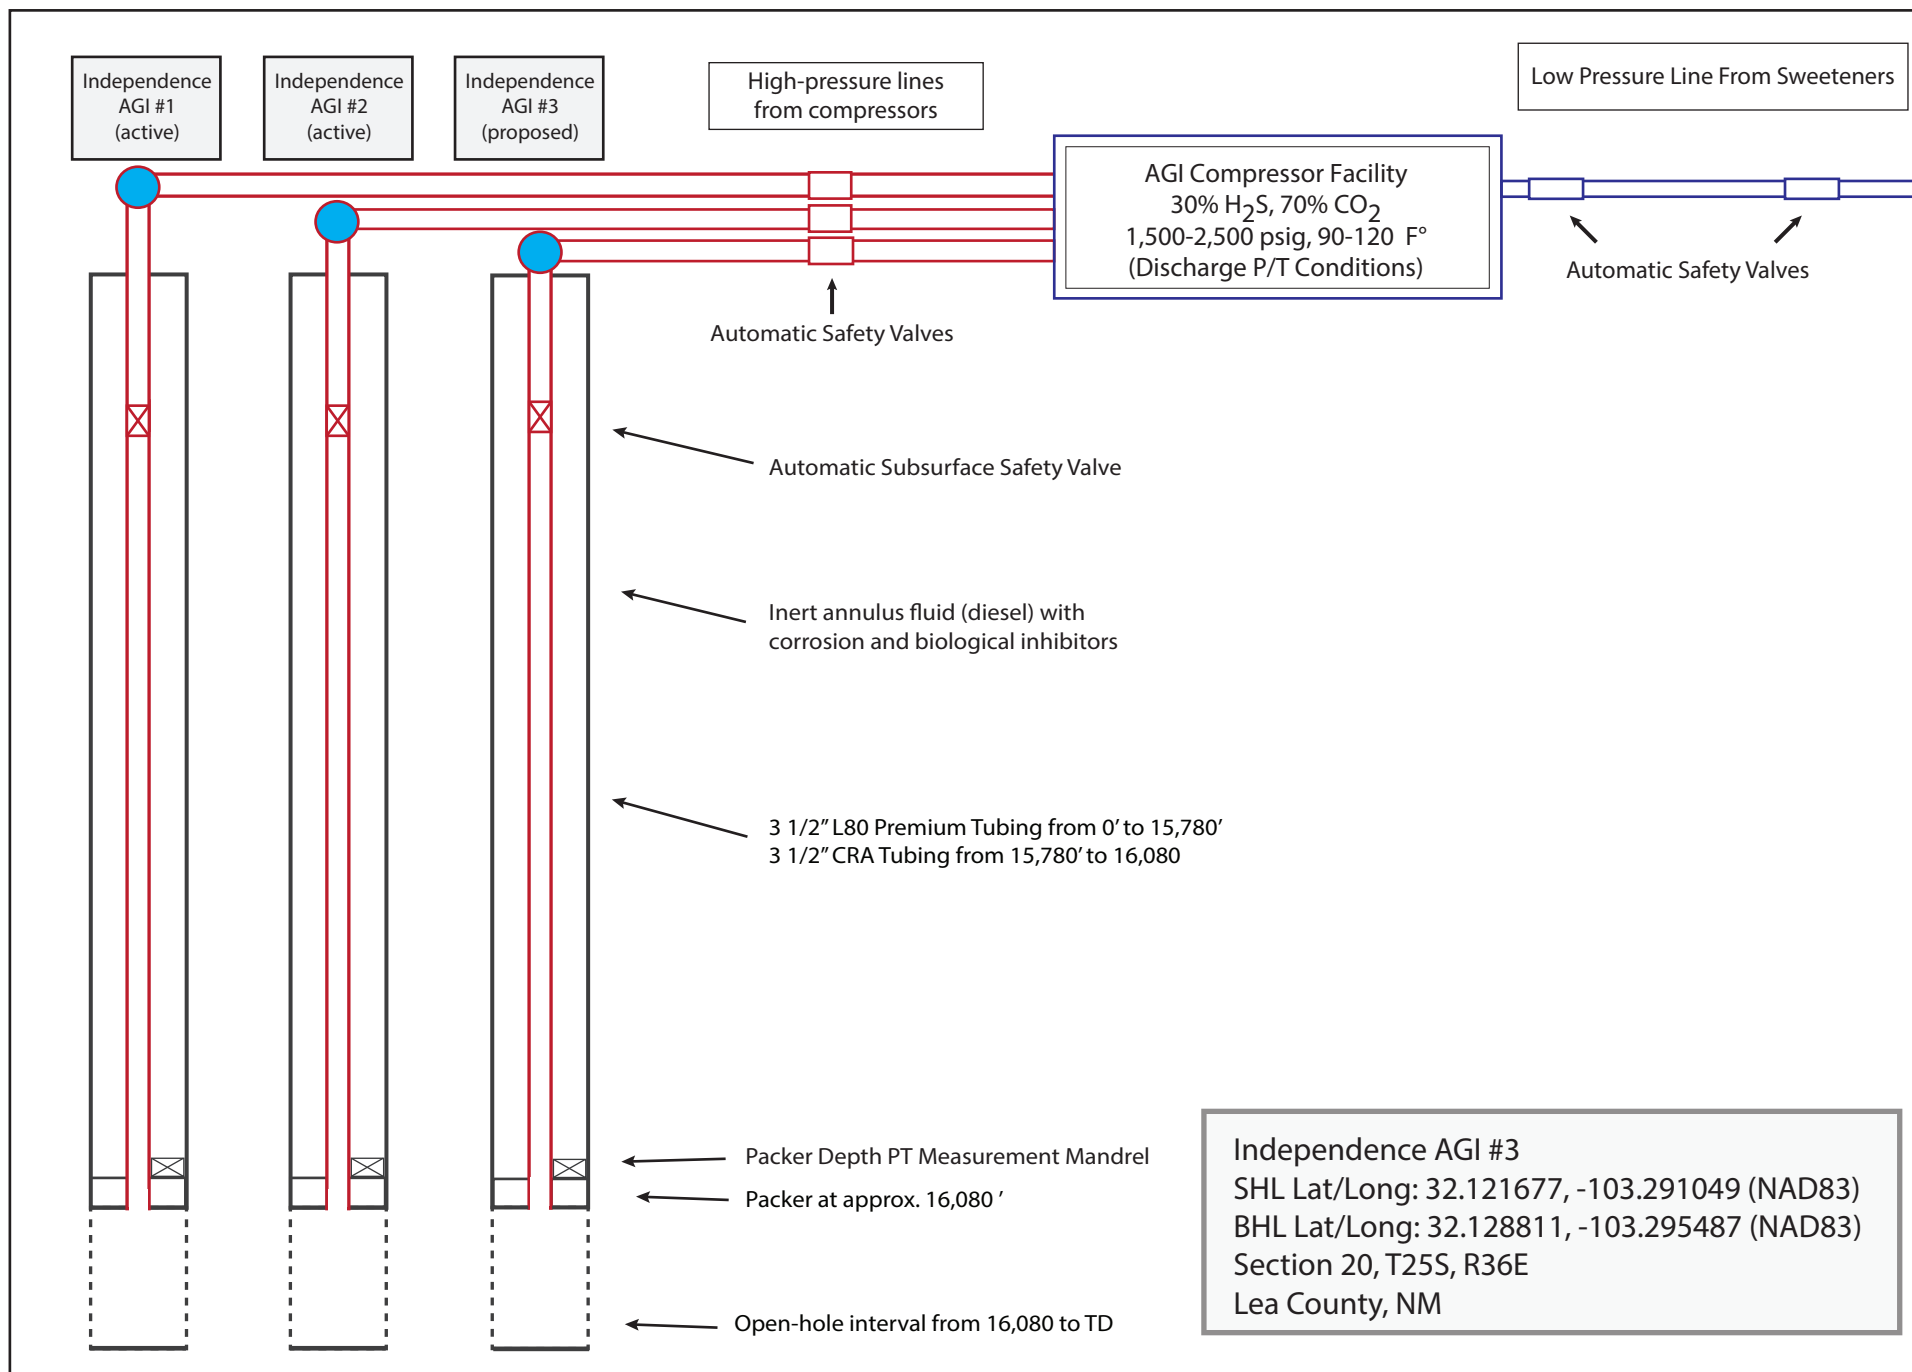 Independence
AGI #1
(active)
Independence
AGI #2
(active)
Independence
AGI #3
(proposed)
High-pressure lines
from compressors
Low Pressure Line From Sweeteners
AGI Compressor Facility
30% H2S, 70% CO2
1,500-2,500 psig, 90-120 F°
(Discharge P/T Conditions)
Automatic Safety Valves
Automatic Safety Valves
Automatic Subsurface Safety Valve
Inert annulus fluid (diesel) with
corrosion and biological inhibitors
3 1/2” L80 Premium Tubing from 0’ to 15,780’
3 1/2” CRA Tubing from 15,780’ to 16,080
Packer Depth PT Measurement Mandrel
Packer at approx. 16,080 ’
Open-hole interval from 16,080 to TD
Independence AGI #3
SHL Lat/Long: 32.121677, -103.291049 (NAD83)
BHL Lat/Long: 32.128811, -103.295487 (NAD83)
Section 20, T25S, R36E
Lea County, NM